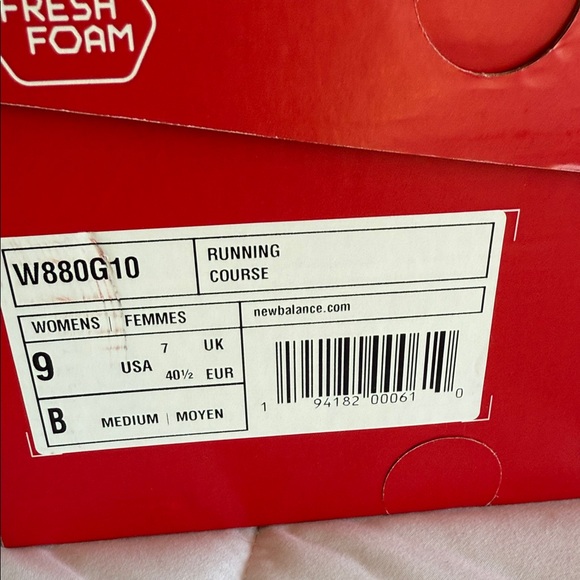 FRESH
FOAM
W880G10
RUNNING
COURSE
WOMENS | FEMMES
newbalance.com
9 USA 7 UK
40½ EUR
B MEDIUM | MOYEN
1 94182 00061 0